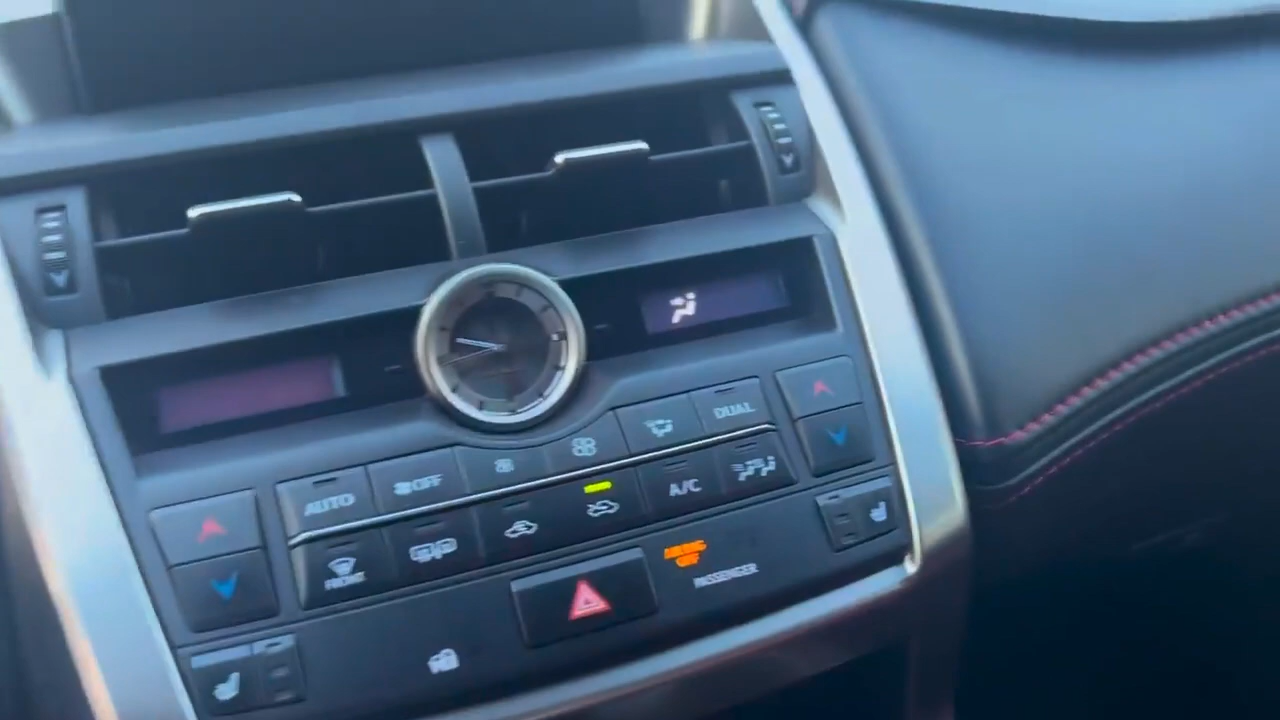 DUAL
AUTO
OFF
A/C
FRONT
PASSENGER